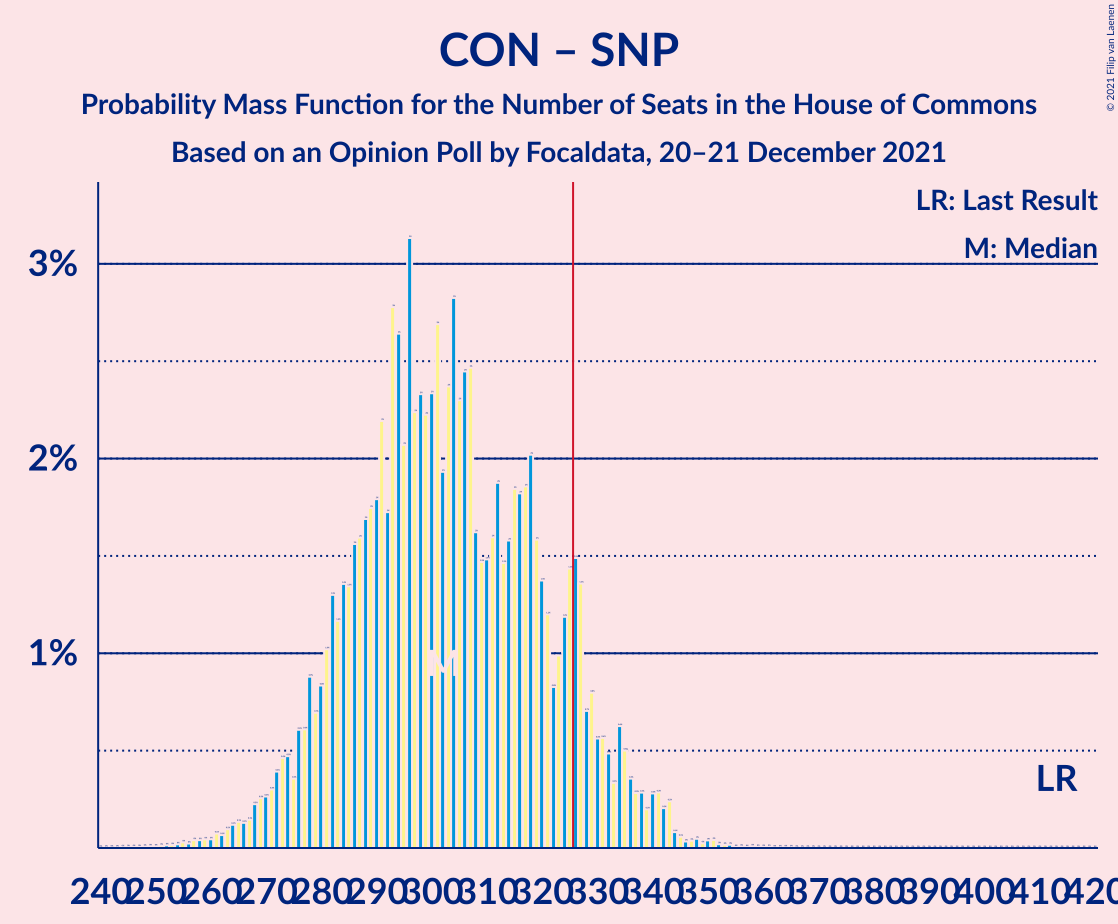 CON – SNP
Probability Mass Function for the Number of Seats in the House of Commons
Based on an Opinion Poll by Focaldata, 20–21 December 2021
© 2021 Filip van Laenen
LR: Last Result
M: Median
3%
2%
1%
M
LR
240 250 260 270 280 290 300 310 320 330 340 350 360 370 380 390 400 410 420